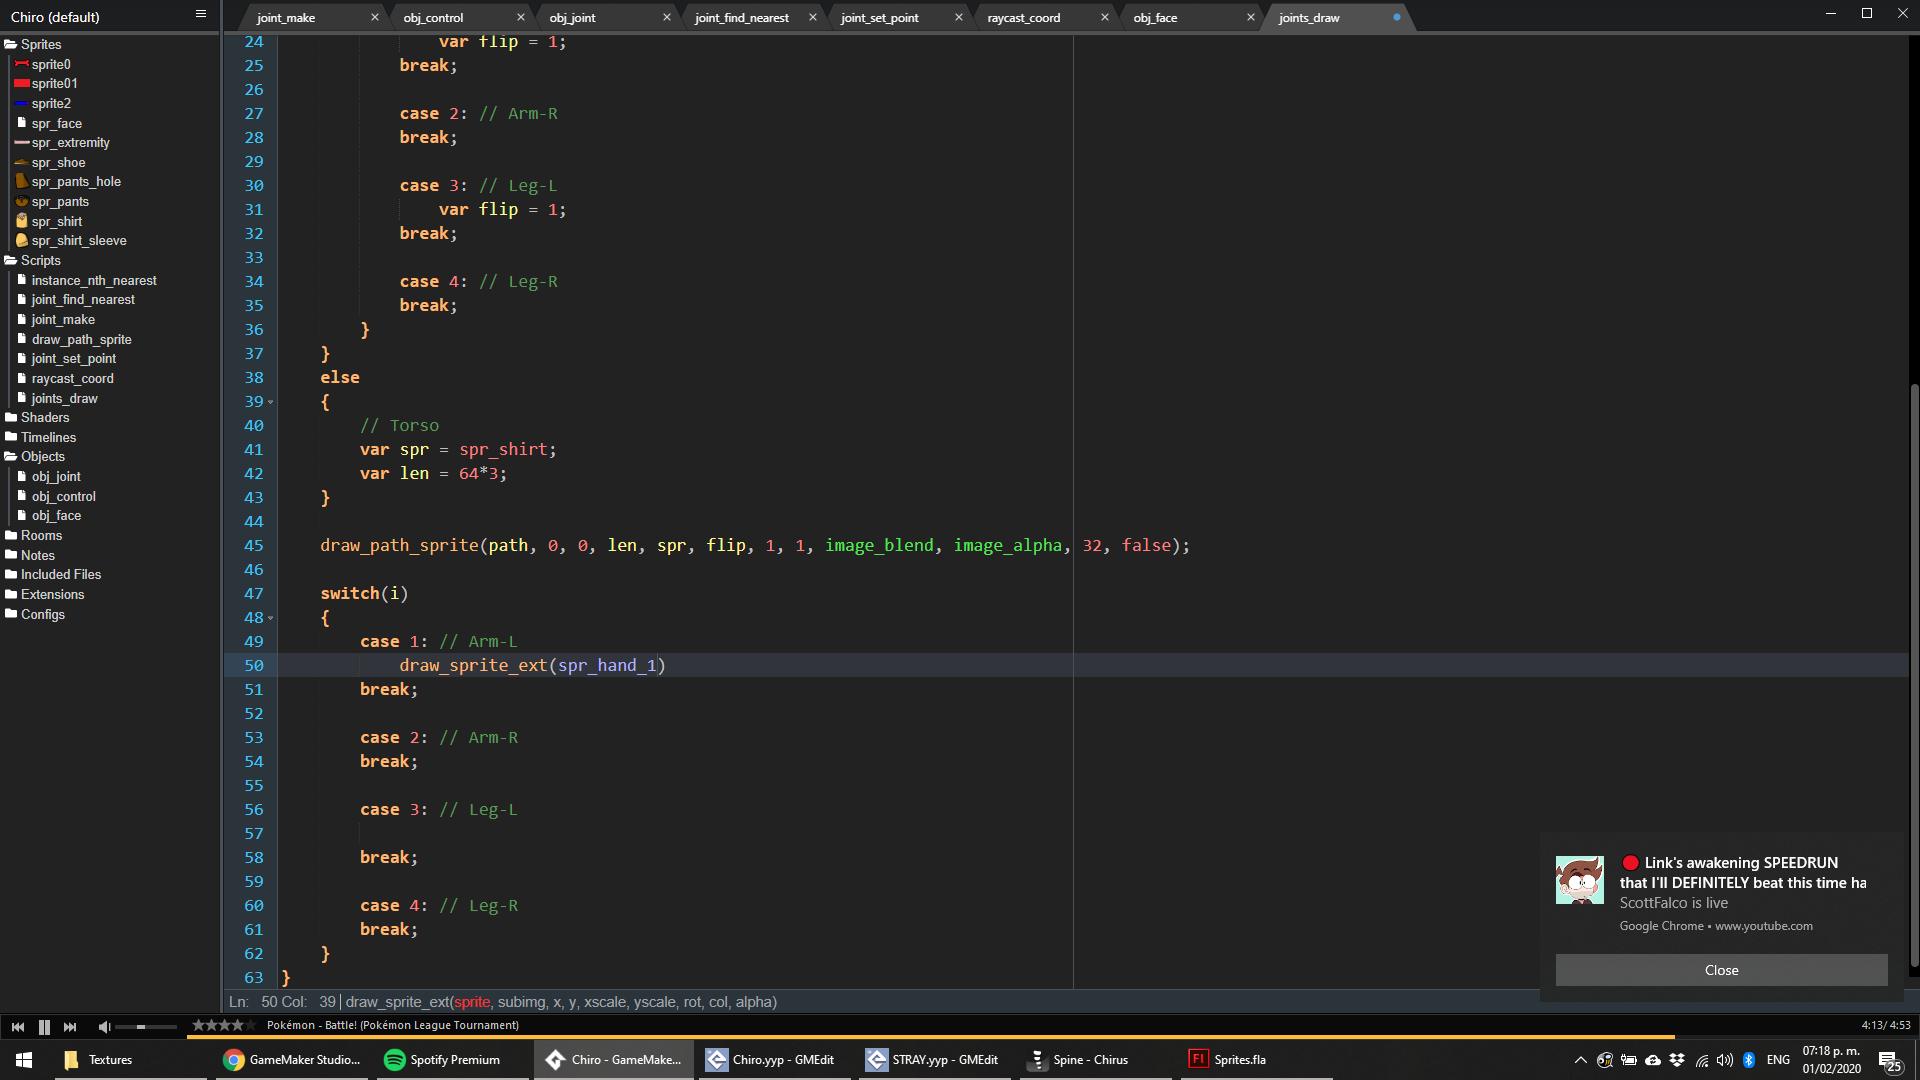 Chiro (default)
joint_make
obj_control
obj_joint
joint_find_nearest
joint_set_point
raycast_coord
obj_face
joints_draw
Sprites
sprite0
sprite01
sprite2
spr_face
spr_extremity
spr_shoe
spr_pants_hole
spr_pants
spr_shirt
spr_shirt_sleeve
Scripts
instance_nth_nearest
joint_find_nearest
joint_make
draw_path_sprite
joint_set_point
raycast_coord
joints_draw
Shaders
Timelines
Objects
obj_joint
obj_control
obj_face
Rooms
Notes
Included Files
Extensions
Configs
24 var flip = 1;
25 break;
26
27 case 2: // Arm-R
28 break;
29
30 case 3: // Leg-L
31 var flip = 1;
32 break;
33
34 case 4: // Leg-R
35 break;
36 }
37 }
38 else
39 {
40 // Torso
41 var spr = spr_shirt;
42 var len = 64*3;
43 }
44
45 draw_path_sprite(path, 0, 0, len, spr, flip, 1, 1, image_blend, image_alpha, 32, false);
46
47 switch(i)
48 {
49 case 1: // Arm-L
50 draw_sprite_ext(spr_hand_1)
51 break;
52
53 case 2: // Arm-R
54 break;
55
56 case 3: // Leg-L
57
58 break;
59
60 case 4: // Leg-R
61 break;
62 }
63 }
Ln: 50 Col: 39 draw_sprite_ext(sprite, subimg, x, y, xscale, yscale, rot, col, alpha)
Link's awakening SPEEDRUN
that I'll DEFINITELY beat this time ha
ScottFalco is live
Google Chrome • www.youtube.com
Close
Pokémon - Battle! (Pokémon League Tournament)
4:13/ 4:53
Textures
GameMaker Studio...
Spotify Premium
Chiro - GameMake...
Chiro.yyp - GMEdit
STRAY.yyp - GMEdit
Spine - Chirus
Fl
Sprites.fla
ENG
07:18 p. m.
01/02/2020
25